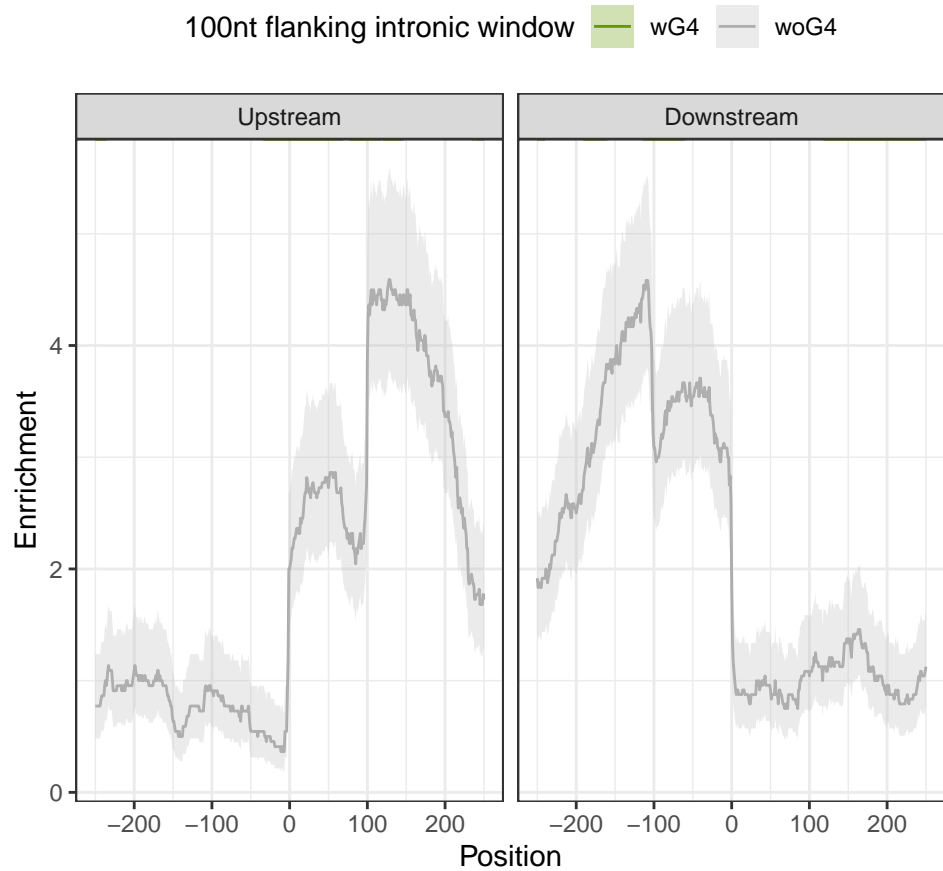 100nt flanking intronic window wG4 woG4
Upstream Downstream
4
2
0
Enrrichment
−200 −100 0 100 200 −200 −100 0 100 200
Position